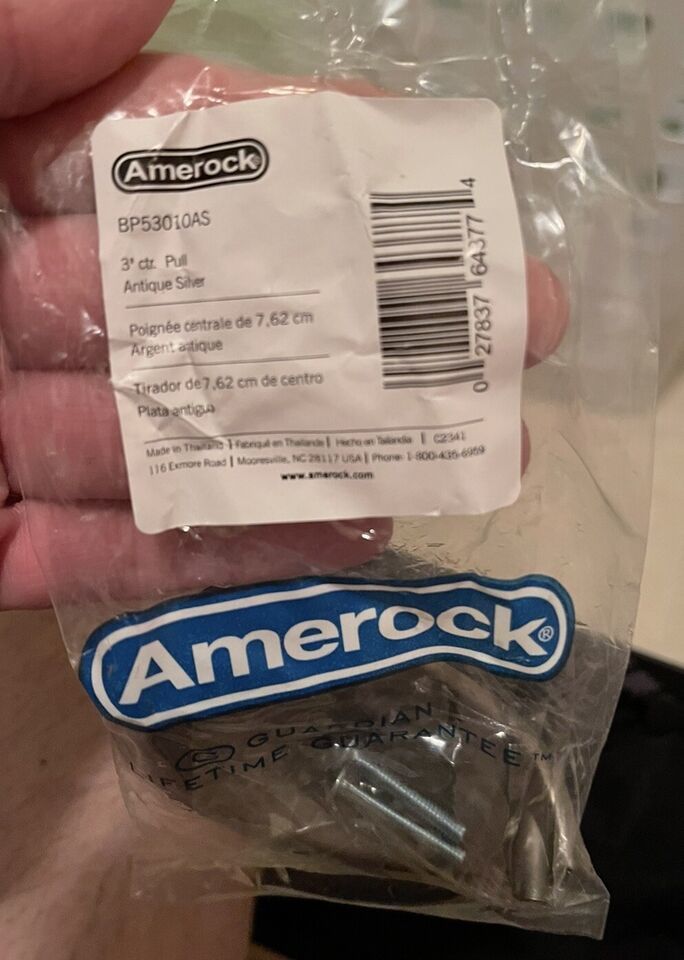 Amerock®
BP53010AS
3" ctr. Pull
Antique Silver
Poignée centrale de 7,62 cm
Argent antique
Tirador de 7,62 cm de centro
Plata antigua
Made in Thailand | Fabriqué en Thaïlande | Hecho en Tailandia | C2341
116 Exmore Road | Mooresville, NC 28117 USA | Phone: 1-800-435-6959
www.amerock.com
0 27837 64377 4
Amerock®
G GUARDIAN
LIFETIME GUARANTEE™